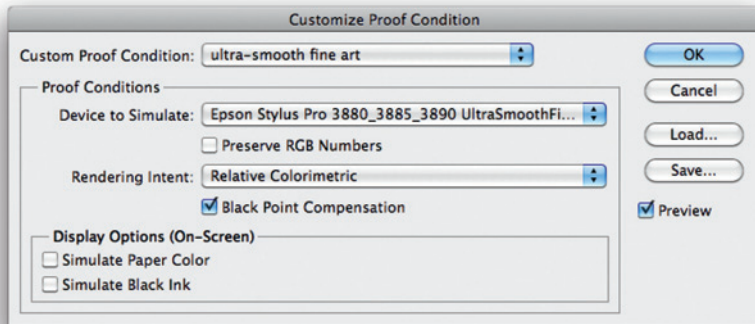 Customize Proof Condition
Custom Proof Condition: ultra-smooth fine art
OK
Proof Conditions
Cancel
Device to Simulate: Epson Stylus Pro 3880_3885_3890 UltraSmoothFi...
Preserve RGB Numbers
Load...
Rendering Intent: Relative Colorimetric
Save...
Black Point Compensation
Preview
Display Options (On-Screen)
Simulate Paper Color
Simulate Black Ink